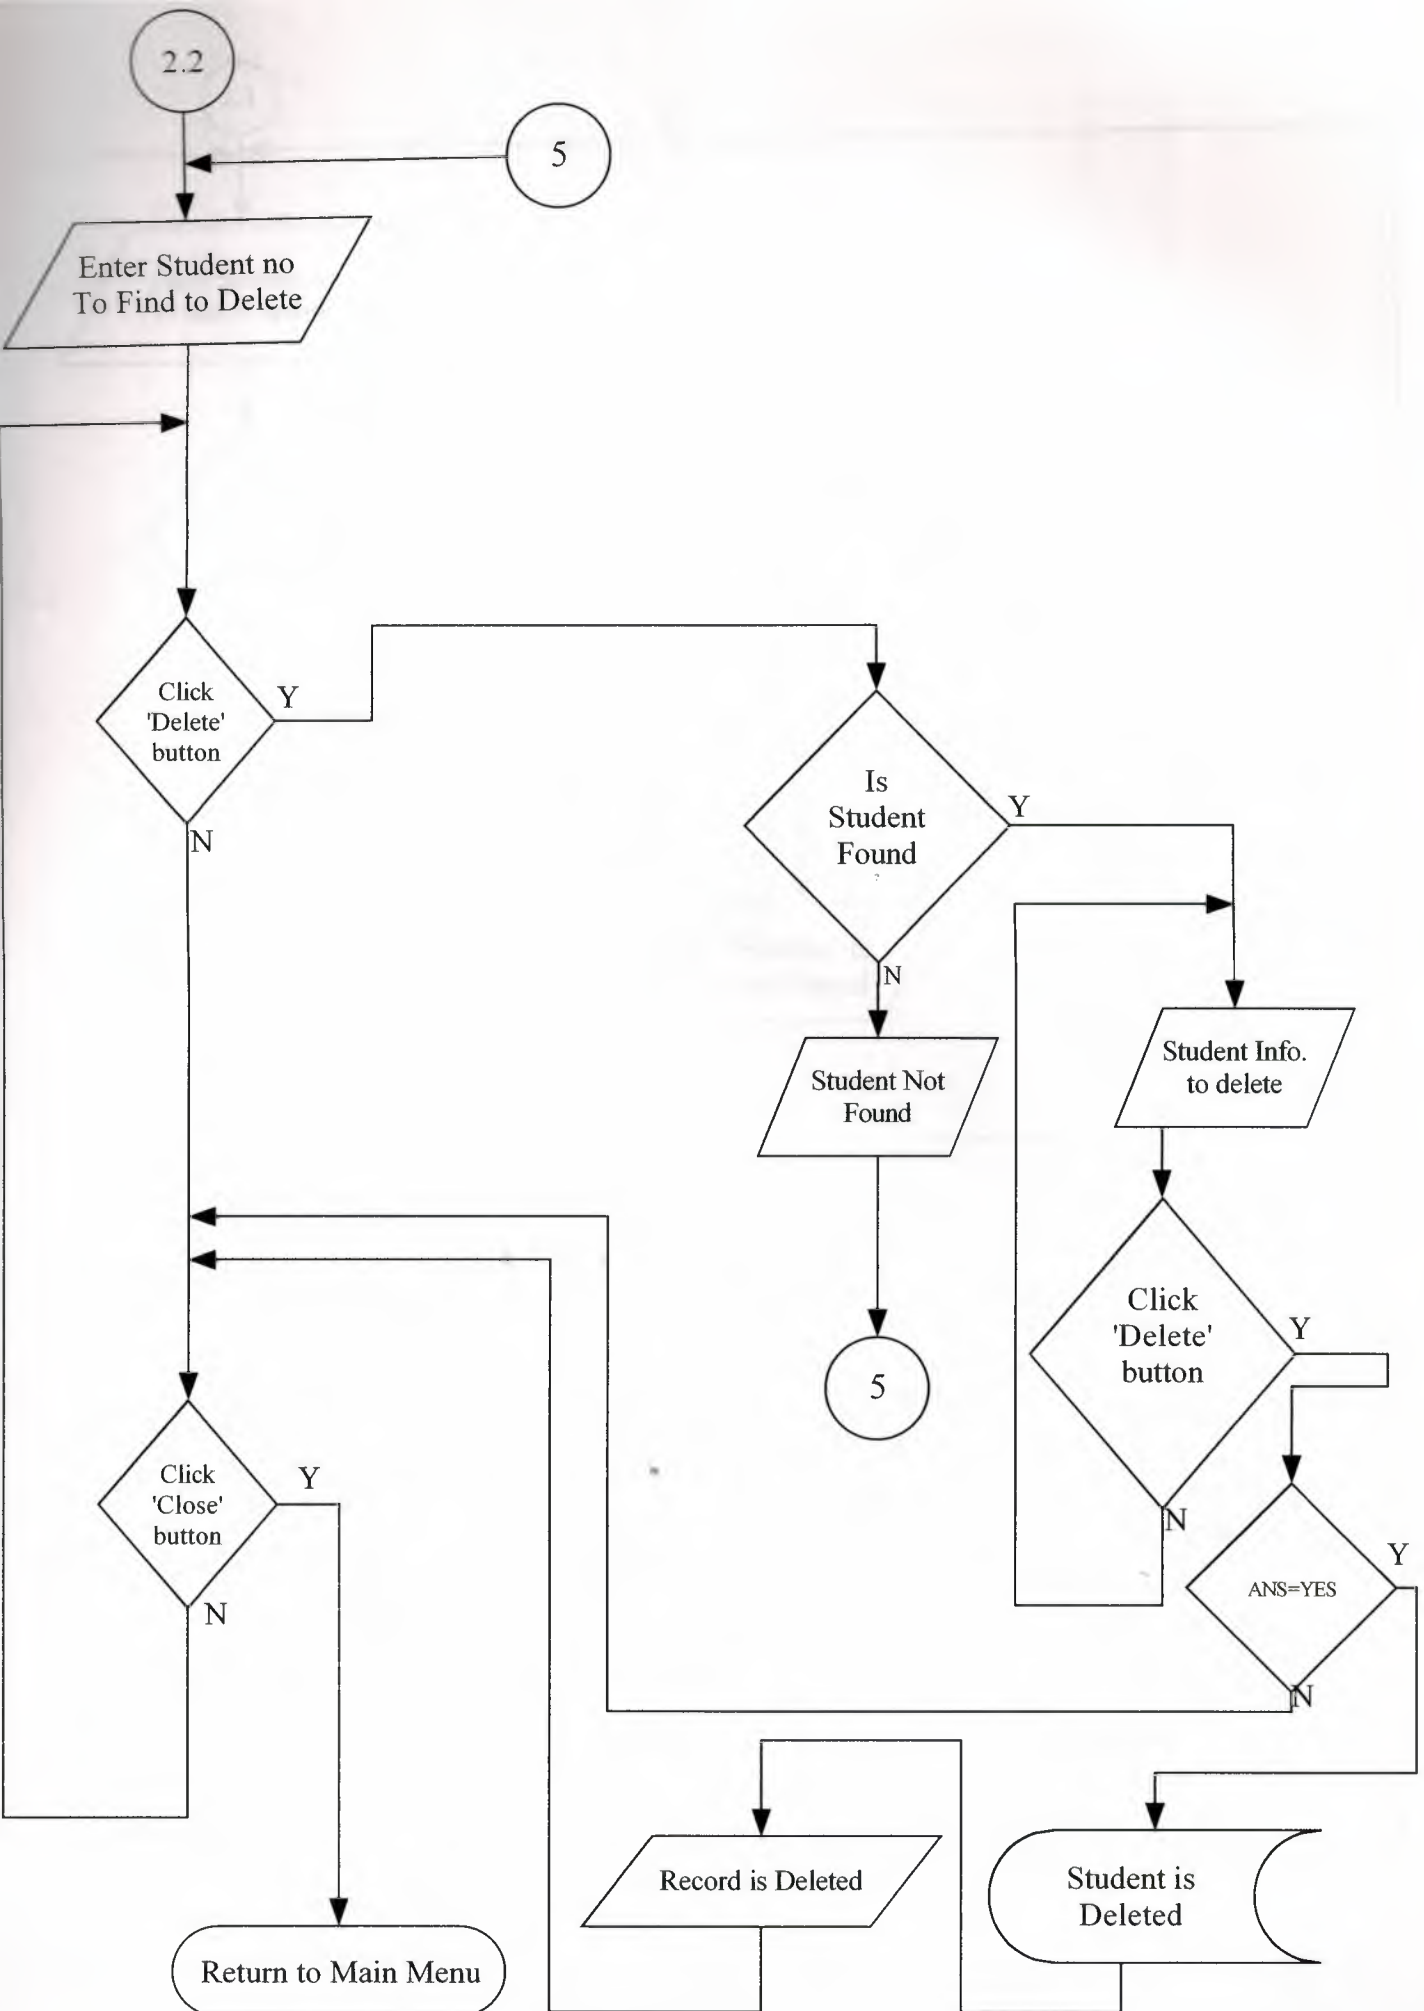 2.2
5
Enter Student no
To Find to Delete
Click
'Delete'
button
Y
N
Is
Student
Found
?
Y
N
Student Not
Found
5
Student Info.
to delete
Click
'Delete'
button
Y
N
ANS=YES
Y
N
Click
'Close'
button
Y
N
Record is Deleted
Student is
Deleted
Return to Main Menu